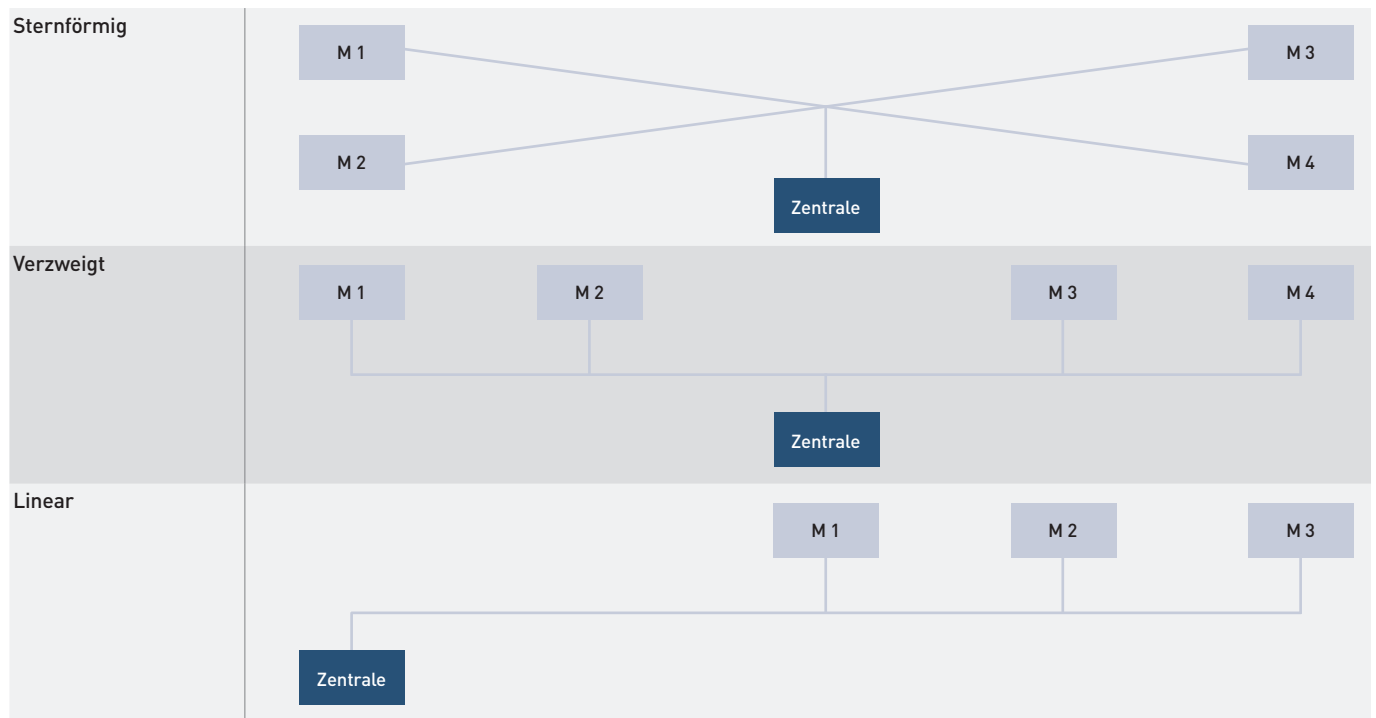 Sternförmig
M 1
M 3
M 2
M 4
Zentrale
Verzweigt
M 1
M 2
M 3
M 4
Zentrale
Linear
M 1
M 2
M 3
Zentrale